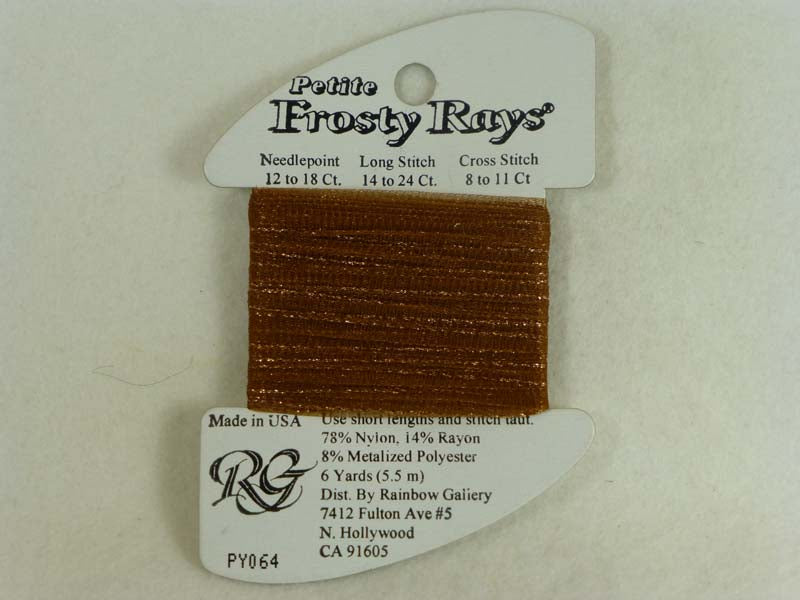 Petite
Frosty Rays®
Needlepoint Long Stitch Cross Stitch
12 to 18 Ct. 14 to 24 Ct. 8 to 11 Ct
Made in USA
Use short lengths and stitch taut.
78% Nylon, 14% Rayon
8% Metalized Polyester
6 Yards (5.5 m)
Dist. By Rainbow Gallery
7412 Fulton Ave #5
N. Hollywood
CA 91605
RG
PY064